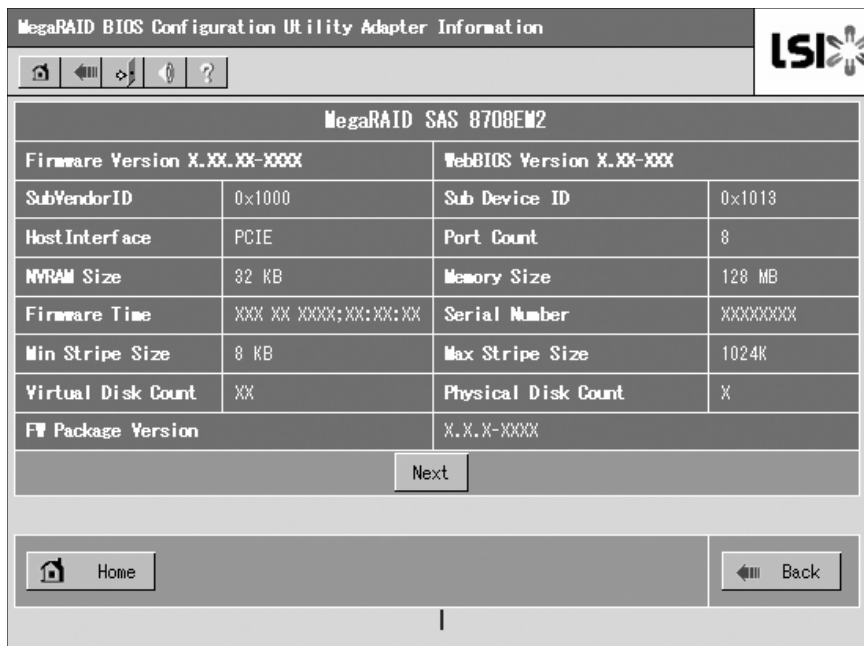 MegaRAID BIOS Configuration Utility Adapter Information
LSI
?
MegaRAID SAS 8708EM2
Firmware Version X.XX.XX-XXXX WebBIOS Version X.XX-XXX
SubVendorID 0x1000 Sub Device ID 0x1013
HostInterface PCIE Port Count 8
NVRAM Size 32 KB Memory Size 128 MB
Firmware Time XXX XX XXXX;XX:XX:XX Serial Number XXXXXXXX
Min Stripe Size 8 KB Max Stripe Size 1024K
Virtual Disk Count XX Physical Disk Count X
FW Package Version X.X.X-XXXX
Next
Home Back